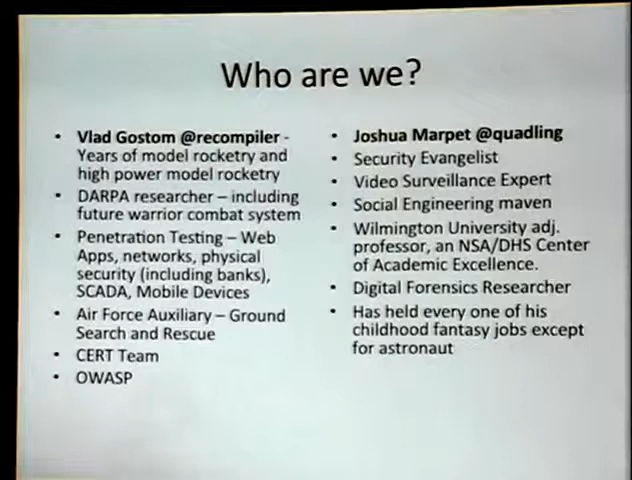 Who are we?
• Vlad Gostom @recompiler -
Years of model rocketry and
high power model rocketry
• DARPA researcher – including
future warrior combat system
• Penetration Testing – Web
Apps, networks, physical
security (including banks),
SCADA, Mobile Devices
• Air Force Auxiliary – Ground
Search and Rescue
• CERT Team
• OWASP
• Joshua Marpet @quadling
• Security Evangelist
• Video Surveillance Expert
• Social Engineering maven
• Wilmington University adj.
professor, an NSA/DHS Center
of Academic Excellence.
• Digital Forensics Researcher
• Has held every one of his
childhood fantasy jobs except
for astronaut